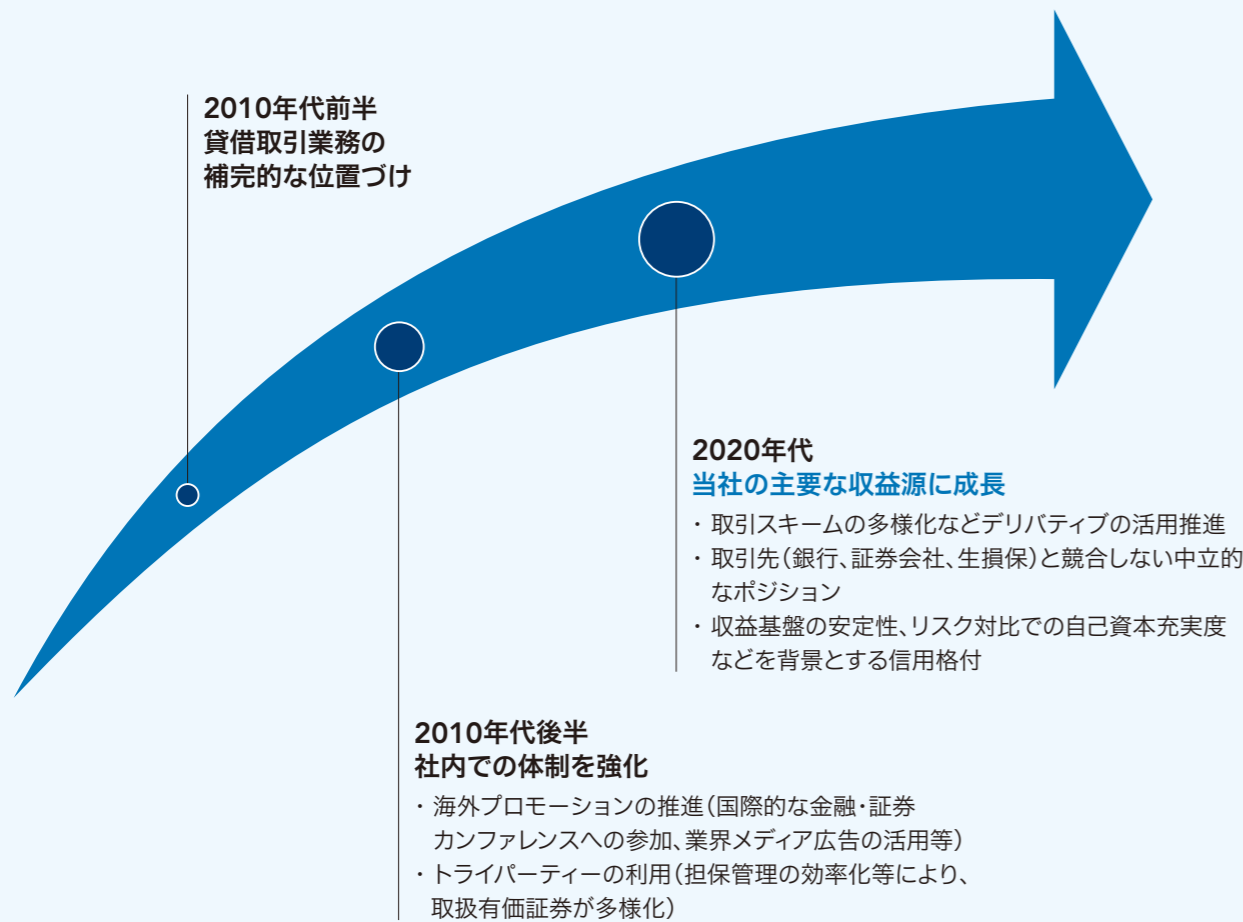 2010年代前半
貸借取引業務の
補完的な位置づけ
2020年代
当社の主要な収益源に成長
・取引スキームの多様化などデリバティブの活用推進
・取引先（銀行、証券会社、生損保）と競合しない中立的
なポジション
・収益基盤の安定性、リスク対比での自己資本充実度
などを背景とする信用格付
2010年代後半
社内での体制を強化
・海外プロモーションの推進（国際的な金融・証券
カンファレンスへの参加、業界メディア広告の活用等）
・トライパーティーの利用（担保管理の効率化等により、
取扱有価証券が多様化）